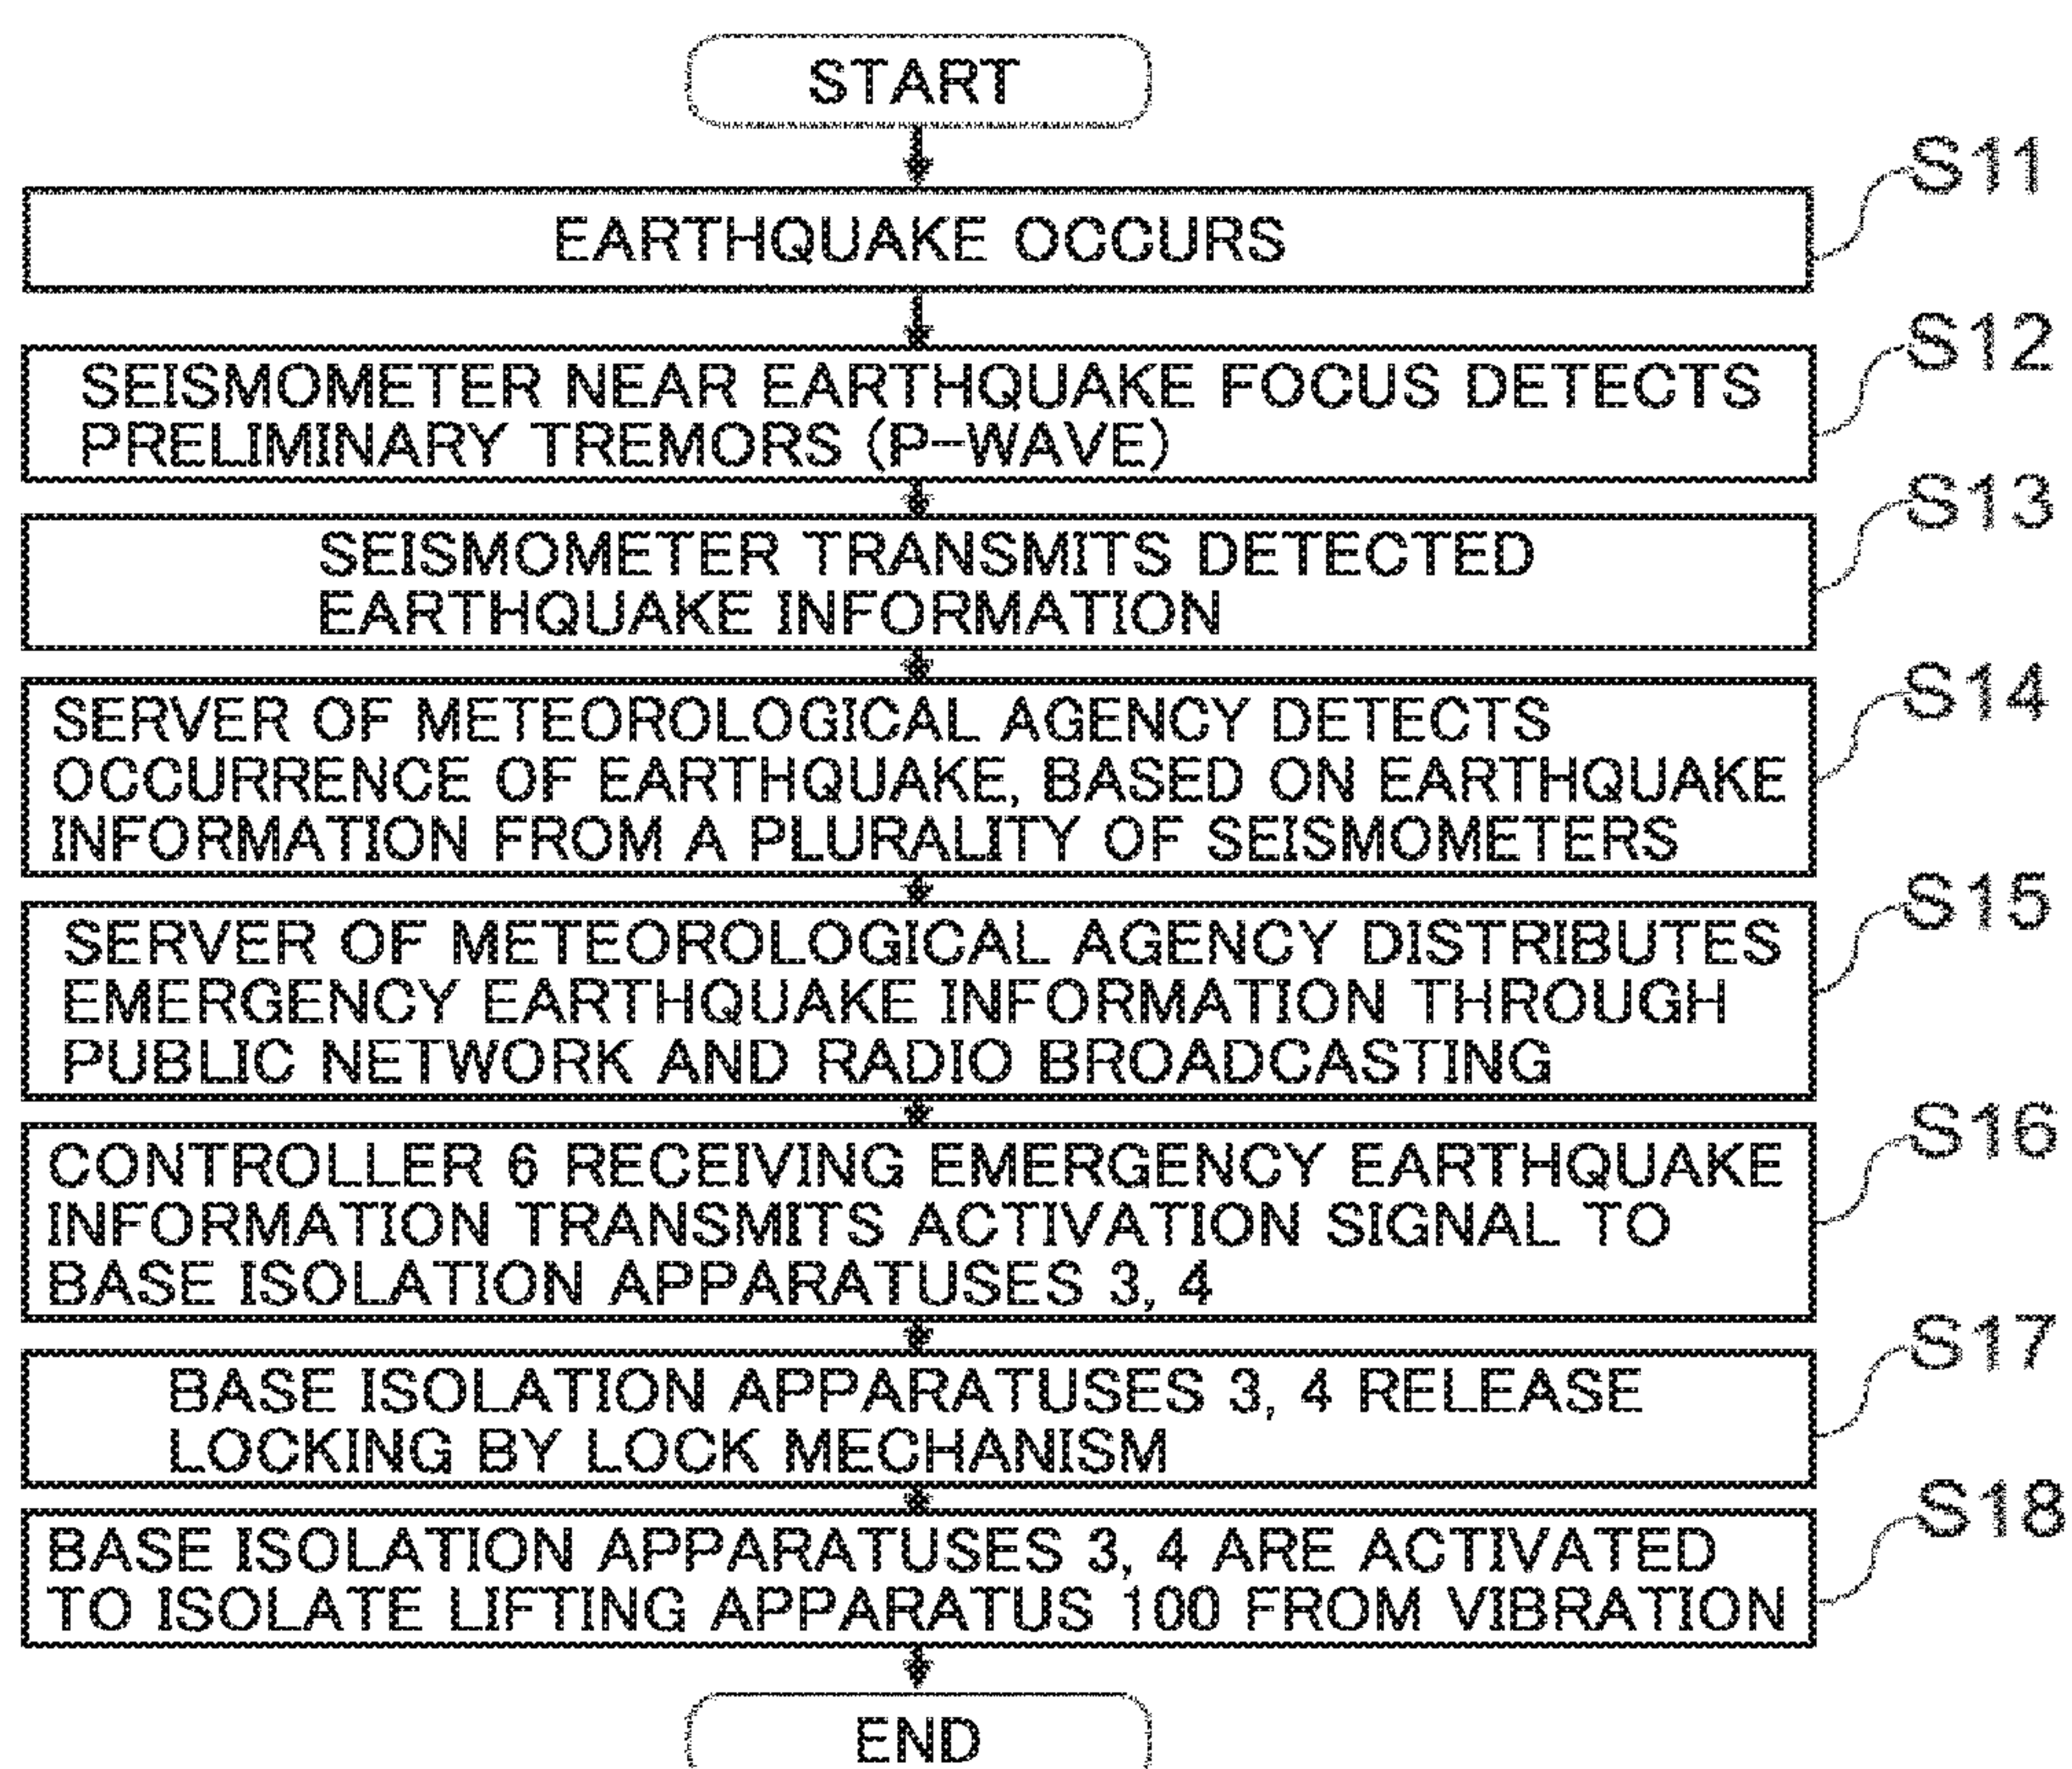 START
S11
EARTHQUAKE OCCURS
S12
SEISMOMETER NEAR EARTHQUAKE FOCUS DETECTS
PRELIMINARY TREMORS (P-WAVE)
S13
SEISMOMETER TRANSMITS DETECTED
EARTHQUAKE INFORMATION
S14
SERVER OF METEOROLOGICAL AGENCY DETECTS
OCCURRENCE OF EARTHQUAKE, BASED ON EARTHQUAKE
INFORMATION FROM A PLURALITY OF SEISMOMETERS
S15
SERVER OF METEOROLOGICAL AGENCY DISTRIBUTES
EMERGENCY EARTHQUAKE INFORMATION THROUGH
PUBLIC NETWORK AND RADIO BROADCASTING
S16
CONTROLLER 6 RECEIVING EMERGENCY EARTHQUAKE
INFORMATION TRANSMITS ACTIVATION SIGNAL TO
BASE ISOLATION APPARATUSES 3, 4
S17
BASE ISOLATION APPARATUSES 3, 4 RELEASE
LOCKING BY LOCK MECHANISM
S18
BASE ISOLATION APPARATUSES 3, 4 ARE ACTIVATED
TO ISOLATE LIFTING APPARATUS 100 FROM VIBRATION
END